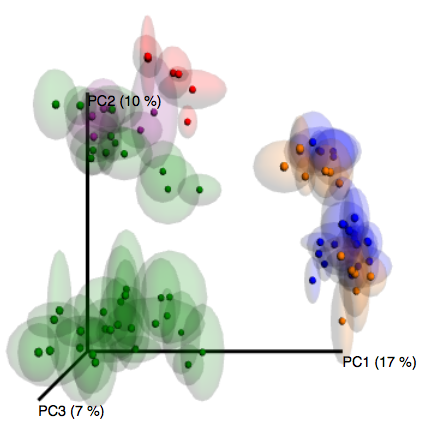 PC2 (10 %)
PC1 (17 %)
PC3 (7 %)